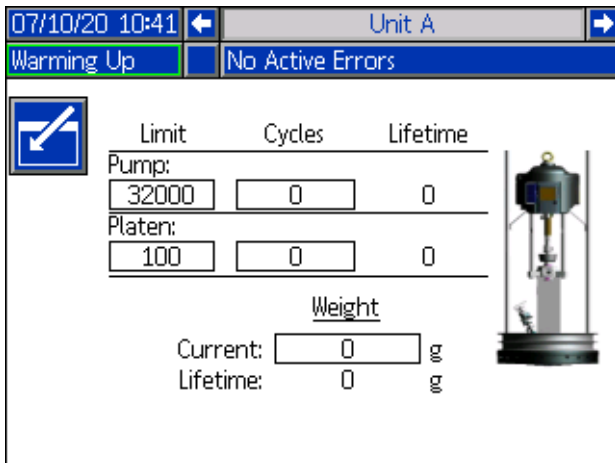 07/10/20 10:41 Unit A
Warming Up No Active Errors
Limit Cycles Lifetime
Pump:
32000 0 0
Platen:
100 0 0
Weight
Current: 0 g
Lifetime: 0 g